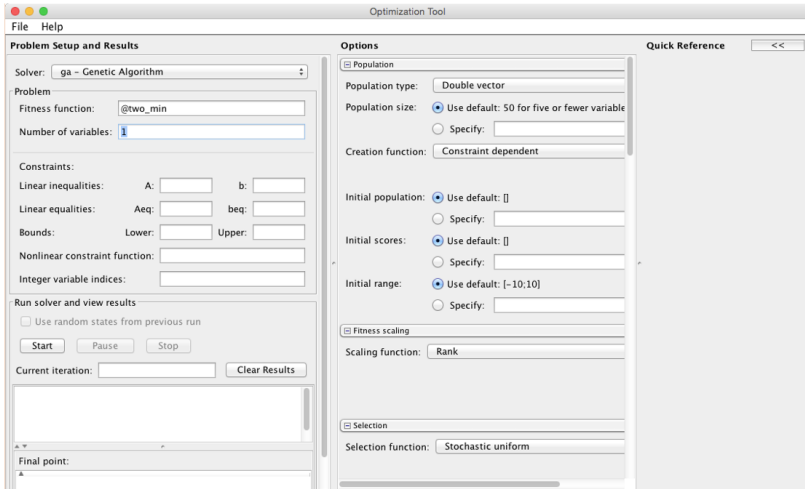 Optimization Tool
File Help
Problem Setup and Results
Solver: ga - Genetic Algorithm
Problem
Fitness function: @two_min
Number of variables: 1
Constraints:
Linear inequalities: A: b:
Linear equalities: Aeq: beq:
Bounds: Lower: Upper:
Nonlinear constraint function:
Integer variable indices:
Run solver and view results
Use random states from previous run
Start Pause Stop
Current iteration: Clear Results
Final point:
Options
Population
Population type: Double vector
Population size: Use default: 50 for five or fewer variable
Specify:
Creation function: Constraint dependent
Initial population: Use default: []
Specify:
Initial scores: Use default: []
Specify:
Initial range: Use default: [-10;10]
Specify:
Fitness scaling
Scaling function: Rank
Selection
Selection function: Stochastic uniform
Quick Reference <<